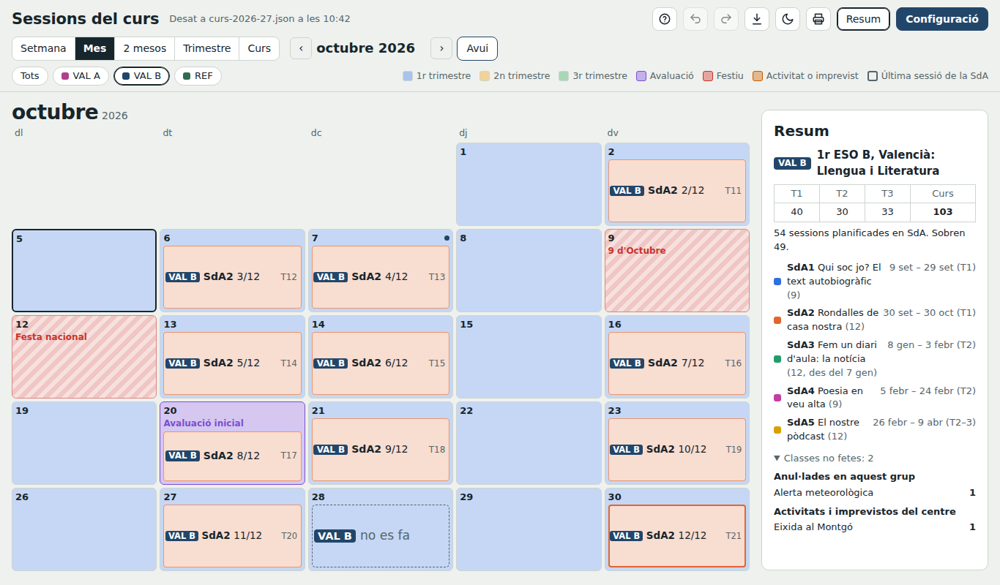 Sessions del curs Desat a curs-2026-27.json a les 10:42 Resum Configuració
Setmana Mes 2 mesos Trimestre Curs ‹ octubre 2026 › Avui
Tots VAL A VAL B REF 1r trimestre 2n trimestre 3r trimestre Avaluació Festiu Activitat o imprevist Última sessió de la SdA
octubre 2026
dl dt dc dj dv
1 2
VAL B SdA2 2/12 T11
5 6 7 8 9
9 d'Octubre
VAL B SdA2 3/12 T12 VAL B SdA2 4/12 T13
12 13 14 15 16
Festa nacional
VAL B SdA2 5/12 T14 VAL B SdA2 6/12 T15 VAL B SdA2 7/12 T16
19 20 21 22 23
Avaluació inicial
VAL B SdA2 8/12 T17 VAL B SdA2 9/12 T18 VAL B SdA2 10/12 T19
26 27 28 29 30
VAL B SdA2 11/12 T20 VAL B no es fa VAL B SdA2 12/12 T21
Resum
VAL B 1r ESO B, Valencià:
Llengua i Literatura
T1 T2 T3 Curs
40 30 33 103
54 sessions planificades en SdA. Sobren
49.
SdA1 Qui soc jo? El 9 set – 29 set (T1)
text autobiogràfic
(9)
SdA2 Rondalles de 30 set – 30 oct (T1)
casa nostra (12)
SdA3 Fem un diari 8 gen – 3 febr (T2)
d'aula: la notícia
(12, des del 7 gen)
SdA4 Poesia en 5 febr – 24 febr (T2)
veu alta (9)
SdA5 El nostre 26 febr – 9 abr (T2–3)
pòdcast (12)
▼ Classes no fetes: 2
Anul·lades en aquest grup
Alerta meteorològica 1
Activitats i imprevistos del centre
Eixida al Montgó 1